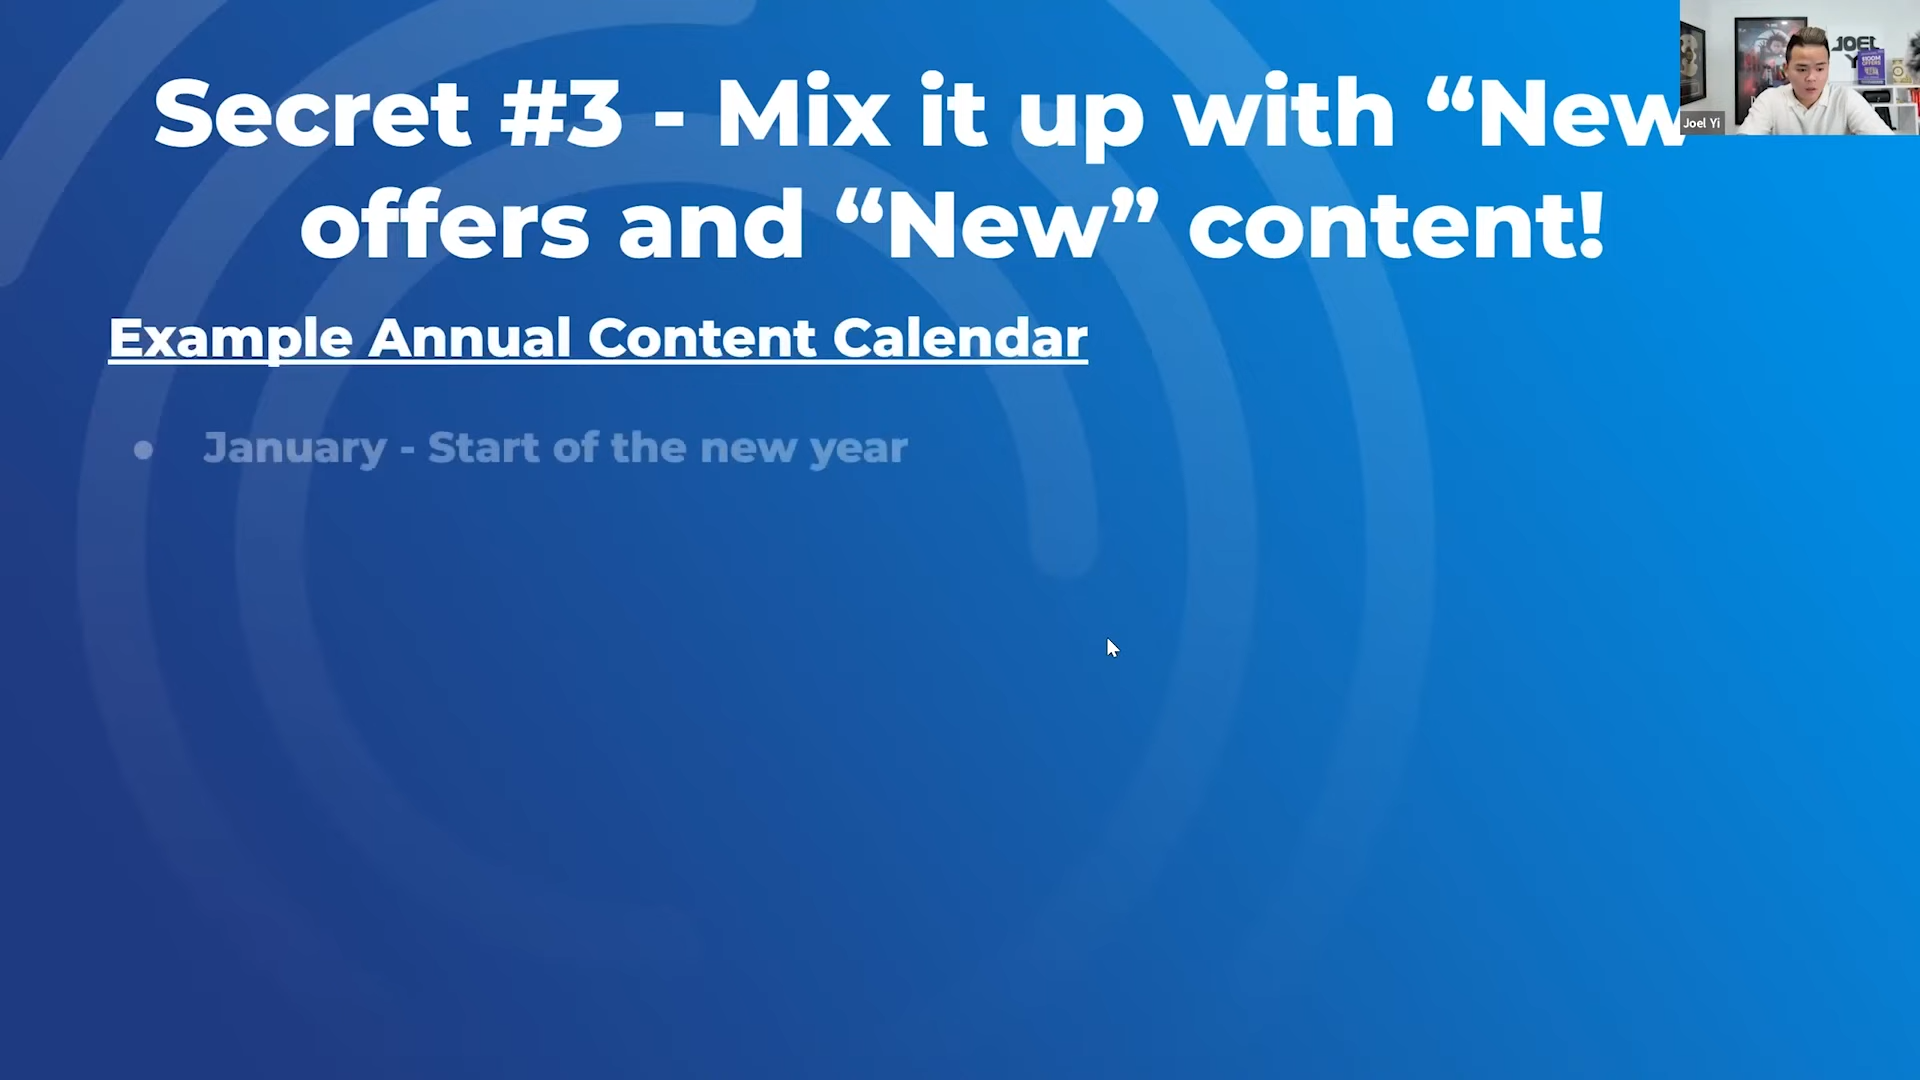 Secret #3 - Mix it up with “New
offers and “New” content!
Example Annual Content Calendar
● January - Start of the new year
Joel Yi
JOEL